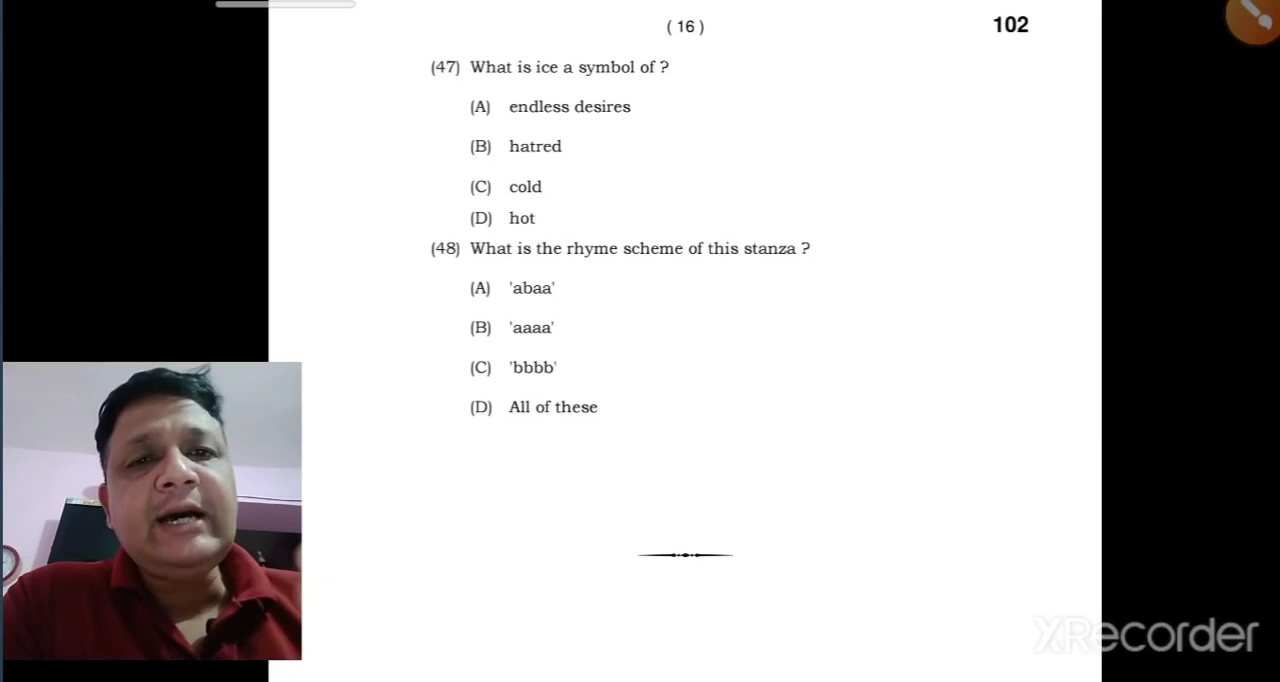 ( 16 ) 102
(47) What is ice a symbol of ?
(A) endless desires
(B) hatred
(C) cold
(D) hot
(48) What is the rhyme scheme of this stanza ?
(A) 'abaa'
(B) 'aaaa'
(C) 'bbbb'
(D) All of these
XRecorder